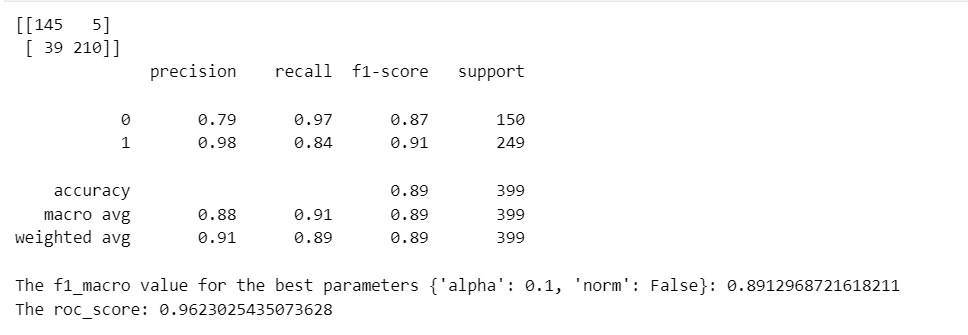 [[145   5]
 [ 39 210]]
              precision    recall  f1-score   support

           0       0.79      0.97      0.87       150
           1       0.98      0.84      0.91       249

    accuracy                           0.89       399
   macro avg       0.88      0.91      0.89       399
weighted avg       0.91      0.89      0.89       399

The f1_macro value for the best parameters {'alpha': 0.1, 'norm': False}: 0.8912968721618211
The roc_score: 0.9623025435073628